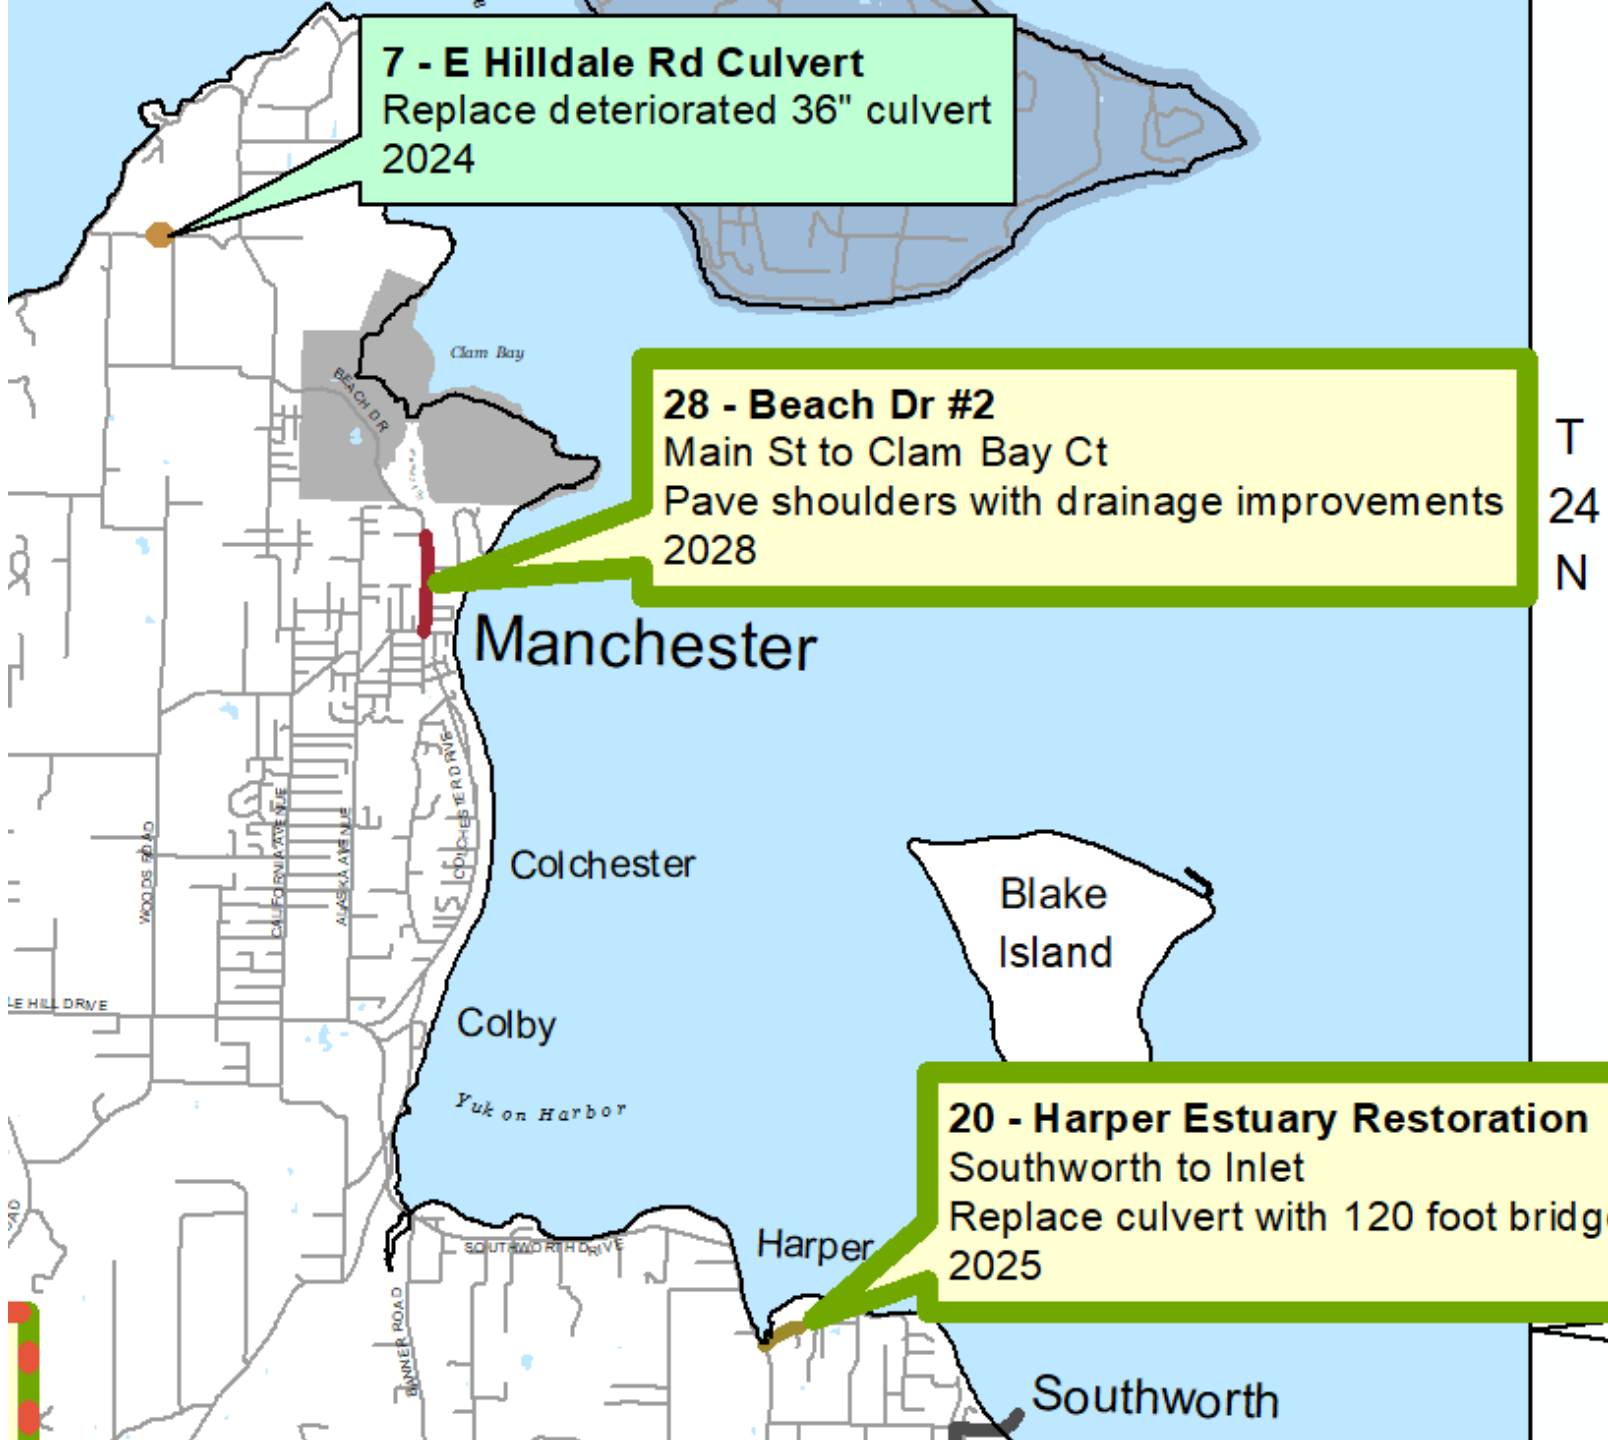 7 - E Hilldale Rd Culvert
Replace deteriorated 36" culvert
2024
Clam Bay
BEACH DR
28 - Beach Dr #2
Main St to Clam Bay Ct
Pave shoulders with drainage improvements
2028
T
24
N
Manchester
COLCHESTER DRIVE
WOODS ROAD
CALIFORNIA AVENUE
ALASKA AVENUE
Colchester
Blake
Island
LE HILL DRIVE
Colby
Yukon Harbor
20 - Harper Estuary Restoration
Southworth to Inlet
Replace culvert with 120 foot bridge
2025
Harper
SOUTHWORTH DRIVE
BANNER ROAD
Southworth